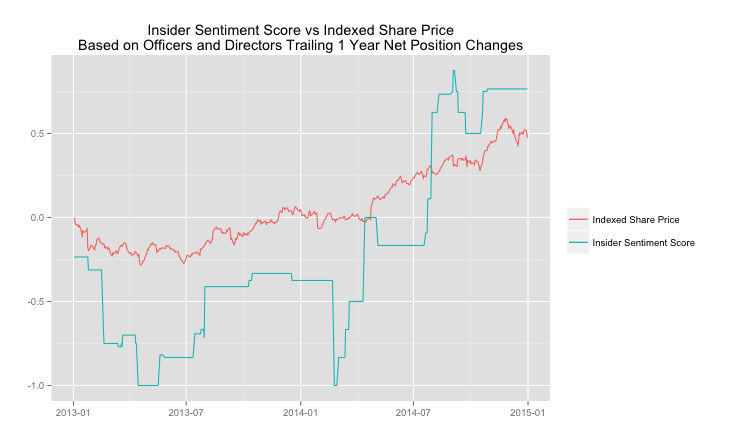 Insider Sentiment Score vs Indexed Share Price
Based on Officers and Directors Trailing 1 Year Net Position Changes
0.5
0.0
-0.5
-1.0
2013-01
2013-07
2014-01
2014-07
2015-01
Indexed Share Price
Insider Sentiment Score